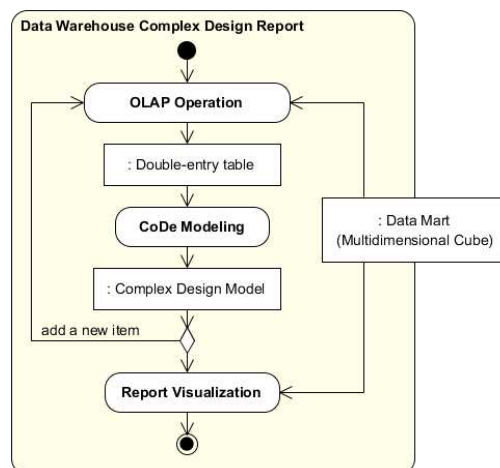 Data Warehouse Complex Design Report
OLAP Operation
: Double-entry table
CoDe Modeling
: Data Mart
(Multidimensional Cube)
: Complex Design Model
add a new item
Report Visualization